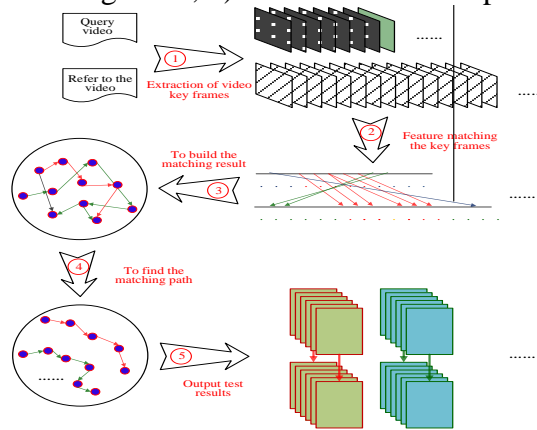 Query
video
①
Refer to the
video
Extraction of video
key frames
......
......
②
Feature matching
the key frames
To build the
matching result
③
......
④
To find the
matching path
......
⑤
Output test
results
......